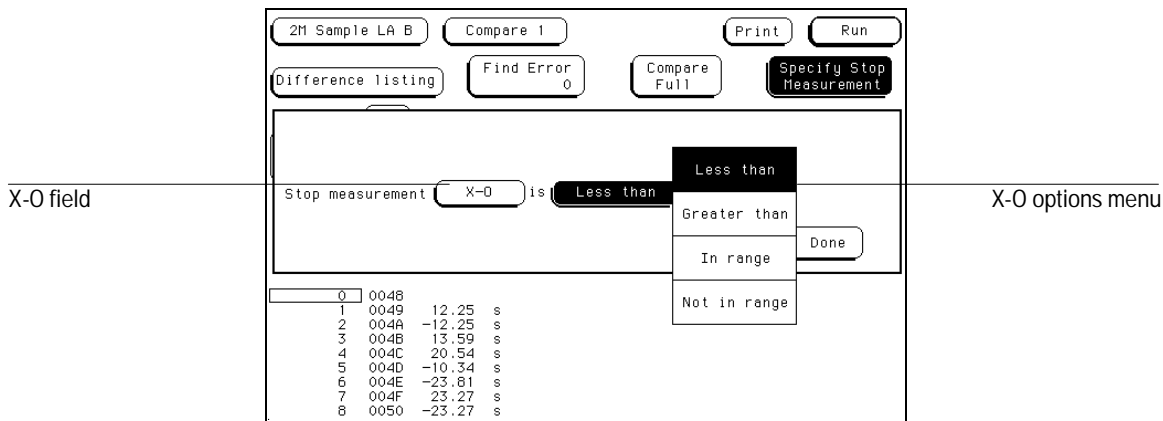 2M Sample LA B Compare 1 Print Run
Difference listing Find Error 0 Compare Full Specify Stop Measurement
Less than
X-O field Stop measurement X-O is Less than X-O options menu
Greater than
Done
In range
Not in range
0 0048
1 0049 12.25 s
2 004A -12.25 s
3 004B 13.59 s
4 004C 20.54 s
5 004D -10.34 s
6 004E -23.81 s
7 004F 23.27 s
8 0050 -23.27 s